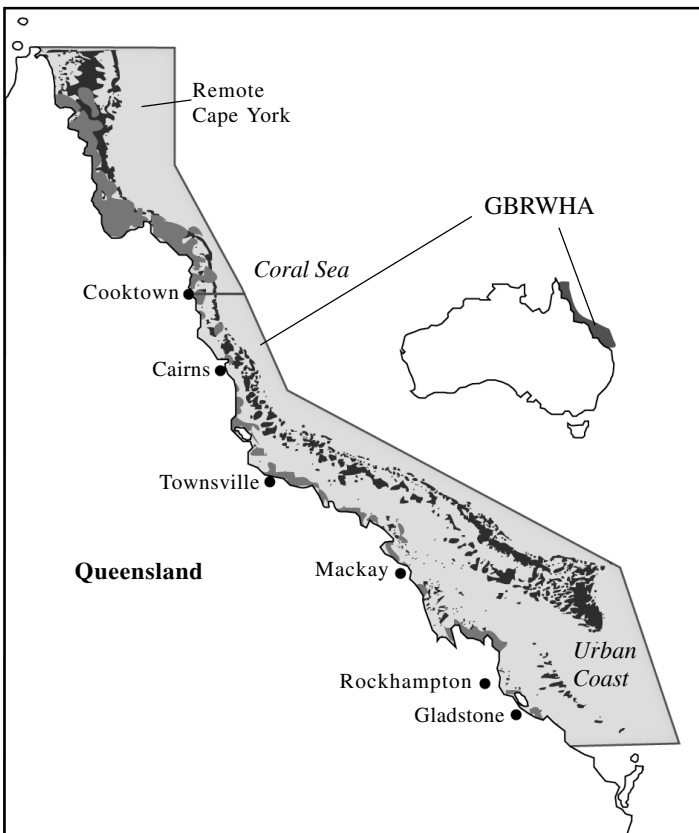 Remote
Cape York
GBRWHA
Coral Sea
Cooktown
Cairns
Townsville
Queensland
Mackay
Urban
Coast
Rockhampton
Gladstone